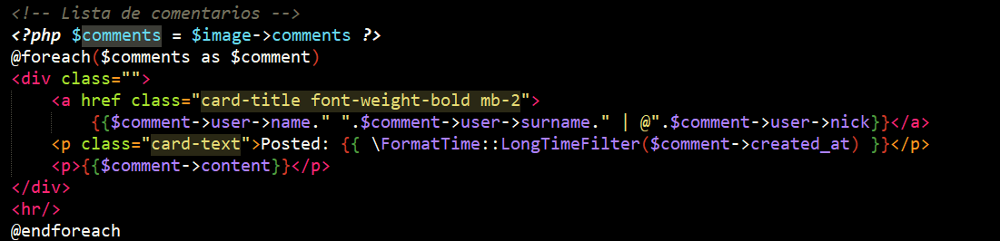 <!-- Lista de comentarios -->
<?php $comments = $image->comments ?>
@foreach($comments as $comment)
<div class="">
<a href class="card-title font-weight-bold mb-2">
{{$comment->user->name." ".$comment->user->surname." | @".$comment->user->nick}}</a>
<p class="card-text">Posted: {{ \FormatTime::LongTimeFilter($comment->created_at) }}</p>
<p>{{$comment->content}}</p>
</div>
<hr/>
@endforeach